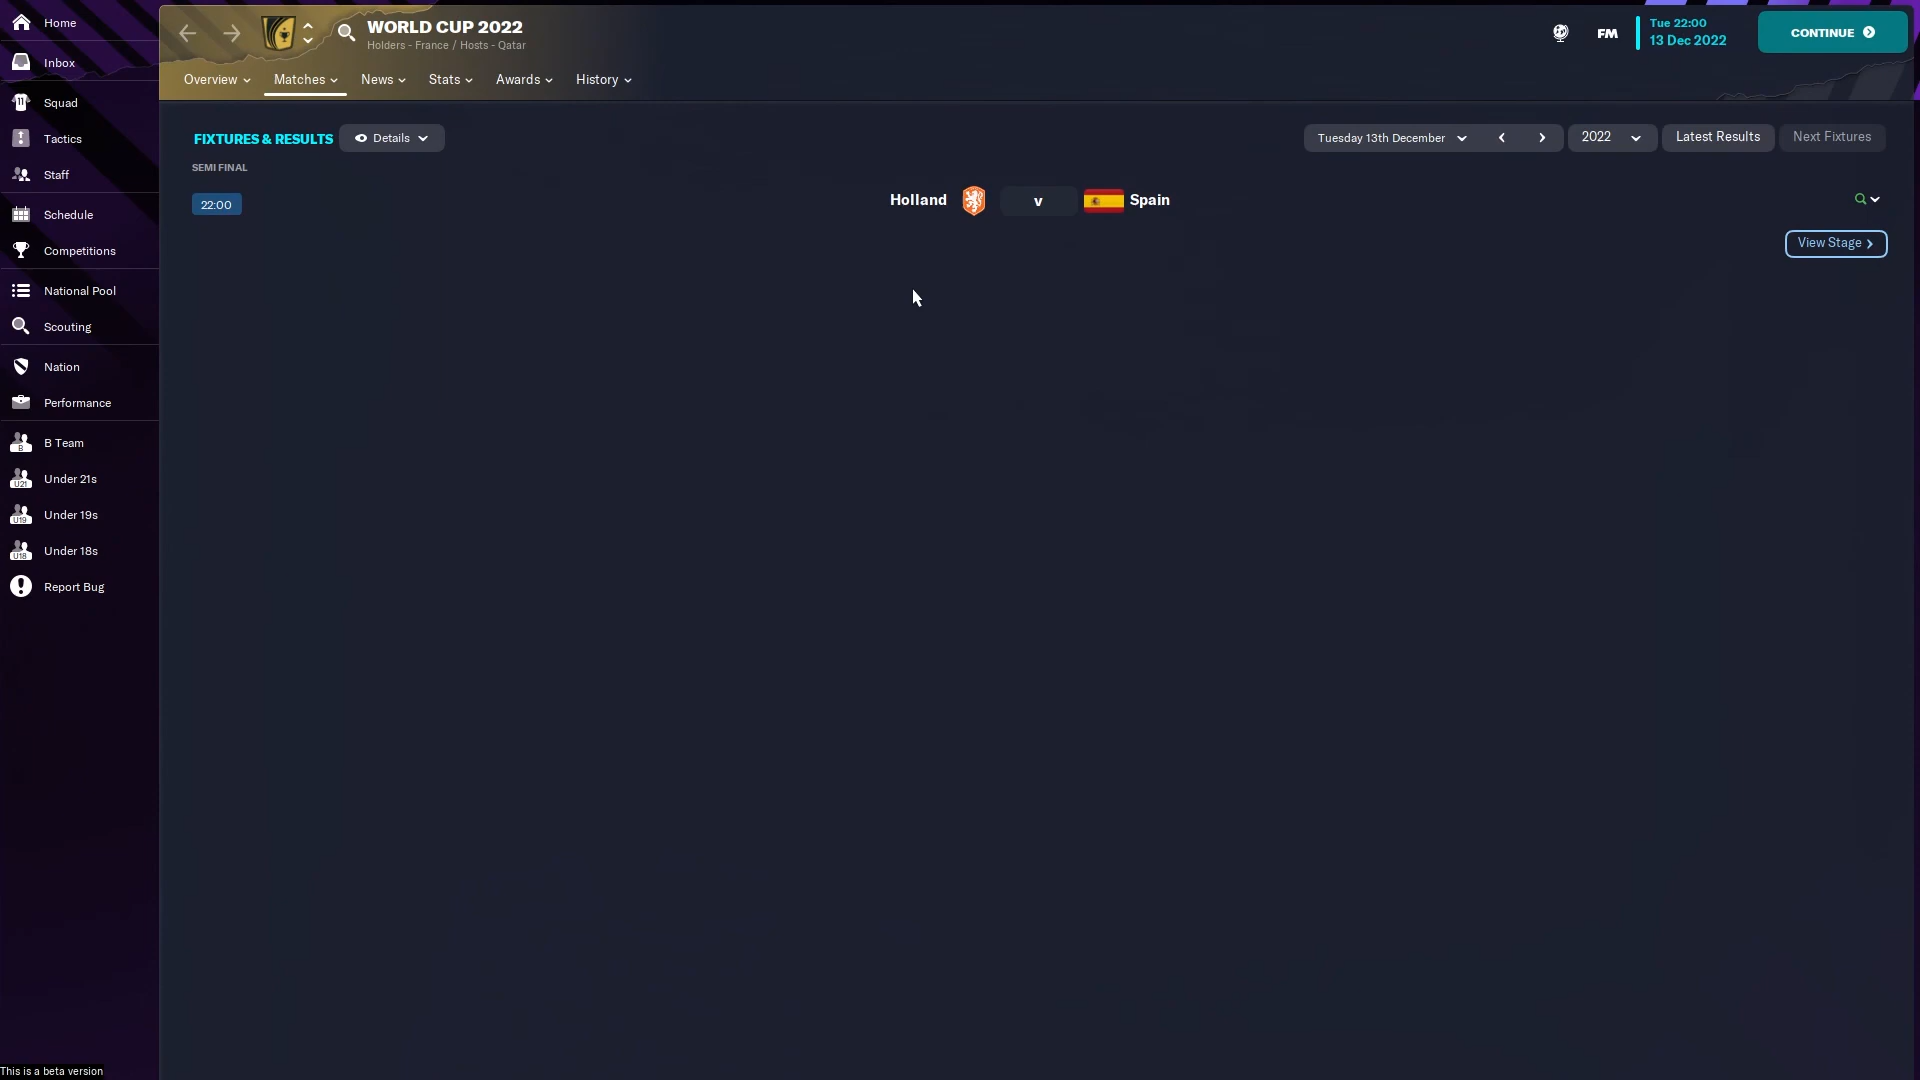 Home
Inbox
Squad
Tactics
Staff
Schedule
Competitions
National Pool
Scouting
Nation
Performance
B
B Team
U21
Under 21s
U19
Under 19s
U18
Under 18s
Report Bug
This is a beta version
WORLD CUP 2022
Holders - France / Hosts - Qatar
FM
Tue 22:00
13 Dec 2022
CONTINUE
Overview
Matches
News
Stats
Awards
History
FIXTURES & RESULTS
Details
Tuesday 13th December
2022
Latest Results
Next Fixtures
SEMI FINAL
22:00
Holland
v
Spain
View Stage